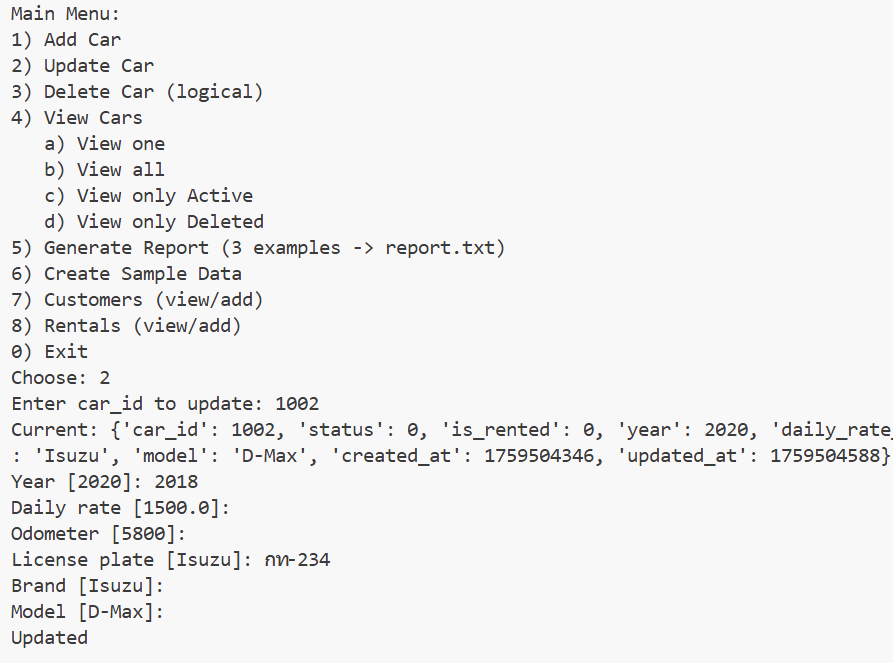 Main Menu:
1) Add Car
2) Update Car
3) Delete Car (logical)
4) View Cars
   a) View one
   b) View all
   c) View only Active
   d) View only Deleted
5) Generate Report (3 examples -> report.txt)
6) Create Sample Data
7) Customers (view/add)
8) Rentals (view/add)
0) Exit
Choose: 2
Enter car_id to update: 1002
Current: {'car_id': 1002, 'status': 0, 'is_rented': 0, 'year': 2020, 'daily_rate_
: 'Isuzu', 'model': 'D-Max', 'created_at': 1759504346, 'updated_at': 1759504588}
Year [2020]: 2018
Daily rate [1500.0]:
Odometer [5800]:
License plate [Isuzu]: กท-234
Brand [Isuzu]:
Model [D-Max]:
Updated